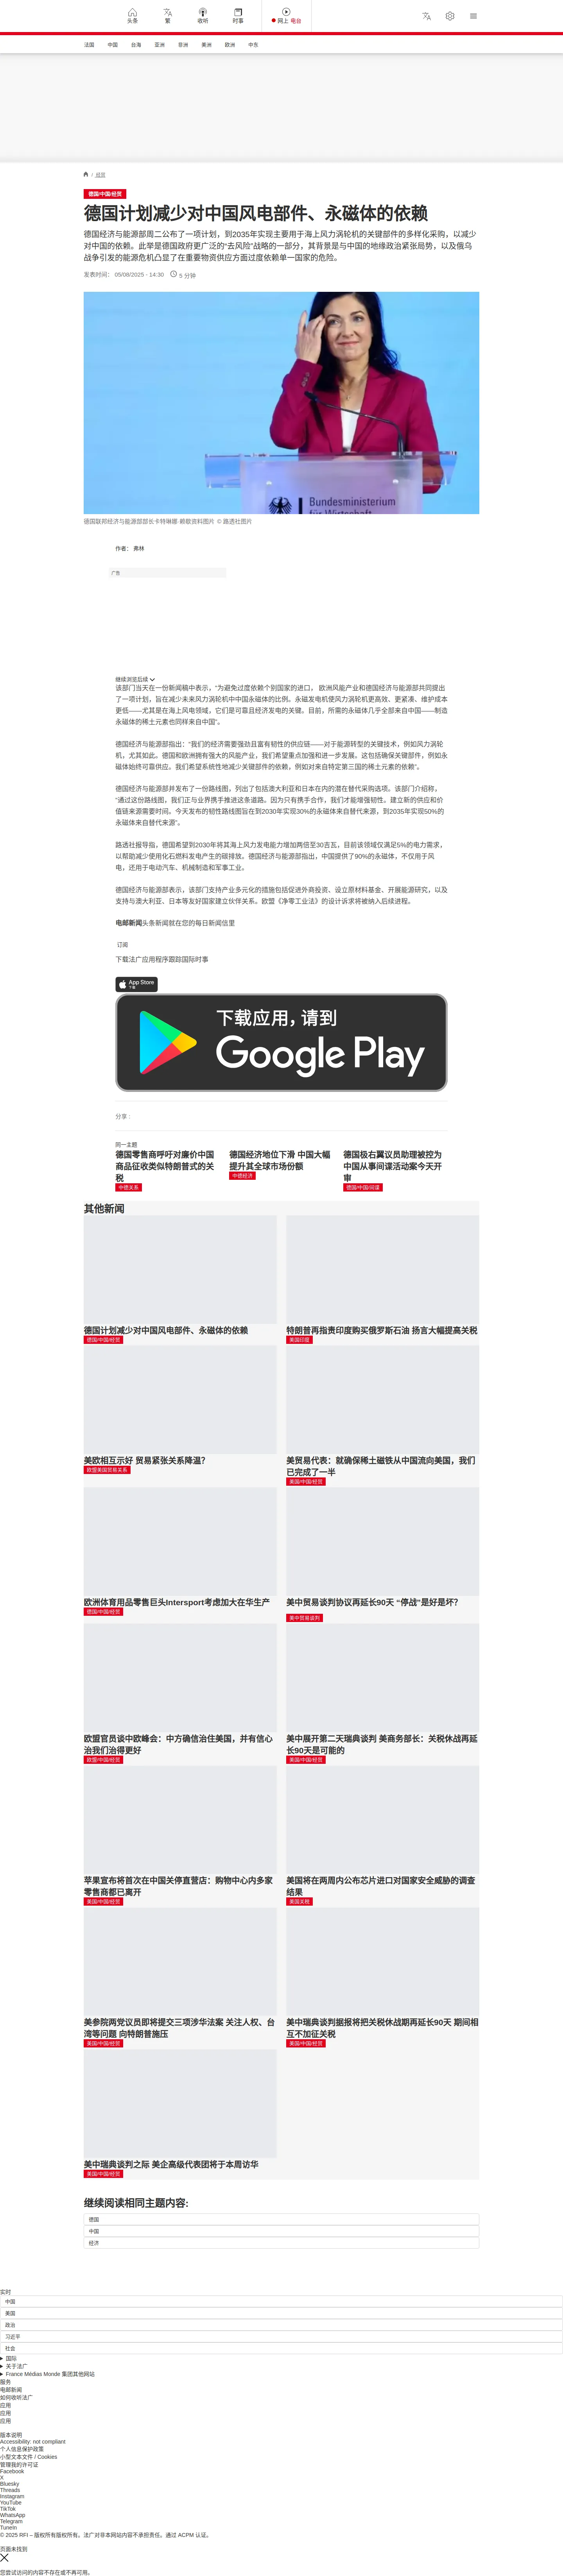 头条
繁
收听
时事
网上 电台
法国
中国
台海
亚洲
非洲
美洲
欧洲
中东
经贸
德国/中国/经贸
德国计划减少对中国风电部件、永磁体的依赖
德国经济与能源部周二公布了一项计划，到2035年实现主要用于海上风力涡轮机的关键部件的多样化采购，以减少
对中国的依赖。此举是德国政府更广泛的“去风险”战略的一部分，其背景是与中国的地缘政治紧张局势，以及俄乌
战争引发的能源危机凸显了在重要物资供应方面过度依赖单一国家的危险。
发表时间： 05/08/2025 - 14:30
5 分钟
Bundesministerium
für Wirtschaft
德国联邦经济与能源部部长卡特琳娜·赖歇资料图片 © 路透社图片
作者： 弗林
广告
继续浏览后续
该部门当天在一份新闻稿中表示，“为避免过度依赖个别国家的进口， 欧洲风能产业和德国经济与能源部共同提出
了一项计划，旨在减少未来风力涡轮机中中国永磁体的比例。永磁发电机使风力涡轮机更高效、更紧凑、维护成本
更低——尤其是在海上风电领域，它们是可靠且经济发电的关键。目前，所需的永磁体几乎全部来自中国——制造
永磁体的稀土元素也同样来自中国”。
德国经济与能源部指出：“我们的经济需要强劲且富有韧性的供应链——对于能源转型的关键技术，例如风力涡轮
机，尤其如此。德国和欧洲拥有强大的风能产业，我们希望重点加强和进一步发展。这包括确保关键部件，例如永
磁体始终可靠供应。我们希望系统性地减少关键部件的依赖，例如对来自特定第三国的稀土元素的依赖”。
德国经济与能源部并发布了一份路线图，列出了包括澳大利亚和日本在内的潜在替代采购选项。该部门介绍称，
“通过这份路线图，我们正与业界携手推进这条道路。因为只有携手合作，我们才能增强韧性。建立新的供应和价
值链来源需要时间。今天发布的韧性路线图旨在到2030年实现30%的永磁体来自替代来源，到2035年实现50%的
永磁体来自替代来源”。
路透社报导指，德国希望到2030年将其海上风力发电能力增加两倍至30吉瓦，目前该领域仅满足5%的电力需求，
以帮助减少使用化石燃料发电产生的碳排放。德国经济与能源部指出，中国提供了90%的永磁体，不仅用于风
电，还用于电动汽车、机械制造和军事工业。
德国经济与能源部表示，该部门支持产业多元化的措施包括促进外商投资、设立原材料基金、开展能源研究，以及
支持与澳大利亚、日本等友好国家建立伙伴关系。欧盟《净零工业法》的设计诉求将被纳入后续进程。
电邮新闻头条新闻就在您的每日新闻信里
订阅
下载法广应用程序跟踪国际时事
App Store
下载
下载应用，请到
Google Play
分享 :
同一主题
德国零售商呼吁对廉价中国
商品征收类似特朗普式的关
税
中德关系
德国经济地位下滑 中国大幅
提升其全球市场份额
中德经济
德国极右翼议员助理被控为
中国从事间谍活动案今天开
审
德国/中国/间谍
其他新闻
德国计划减少对中国风电部件、永磁体的依赖
德国/中国/经贸
特朗普再指责印度购买俄罗斯石油 扬言大幅提高关税
美国印度
美欧相互示好 贸易紧张关系降温？
欧盟美国贸易关系
美贸易代表：就确保稀土磁铁从中国流向美国，我们
已完成了一半
美国/中国/经贸
欧洲体育用品零售巨头Intersport考虑加大在华生产
德国/中国/经贸
美中贸易谈判协议再延长90天 “停战”是好是坏？
美中贸易谈判
欧盟官员谈中欧峰会：中方确信治住美国，并有信心
治我们治得更好
欧盟/中国/经贸
美中展开第二天瑞典谈判 美商务部长：关税休战再延
长90天是可能的
美国/中国/经贸
苹果宣布将首次在中国关停直营店：购物中心内多家
零售商都已离开
美国/中国/经贸
美国将在两周内公布芯片进口对国家安全威胁的调查
结果
美国关税
美参院两党议员即将提交三项涉华法案 关注人权、台
湾等问题 向特朗普施压
美国/中国/经贸
美中瑞典谈判据报将把关税休战期再延长90天 期间相
互不加征关税
美国/中国/经贸
美中瑞典谈判之际 美企高级代表团将于本周访华
美国/中国/经贸
继续阅读相同主题内容:
德国
中国
经济
实时
中国
美国
政治
习近平
社会
国际
关于法广
France Médias Monde 集团其他网站
服务
电邮新闻
如何收听法广
应用
应用
应用
版本说明
Accessibility: not compliant
个人信息保护政策
小型文本文件 / Cookies
管理我的许可证
Facebook
X
Bluesky
Threads
Instagram
YouTube
TikTok
WhatsApp
Telegram
TuneIn
© 2025 RFI – 版权所有版权所有。法广对非本网站内容不承担责任。通过 ACPM 认证。
页面未找到
您尝试访问的内容不存在或不再可用。